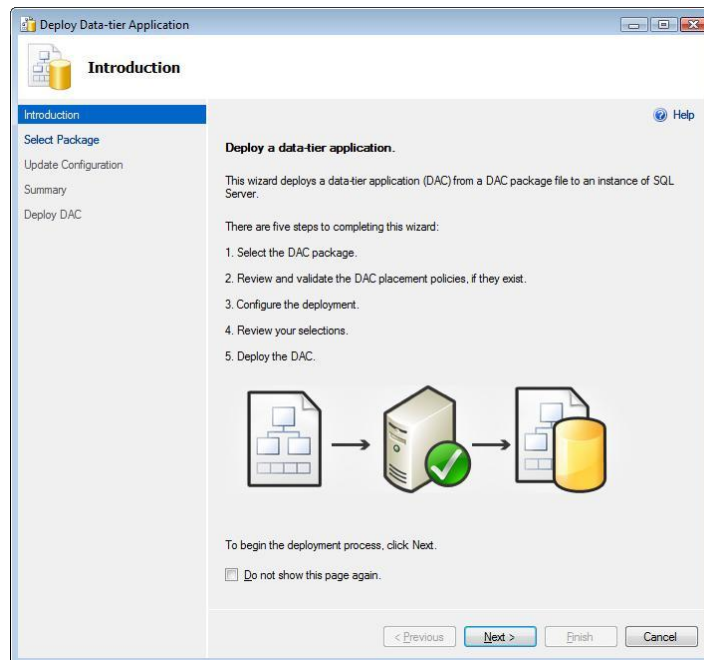 Deploy Data-tier Application
Introduction
Introduction
Help
Select Package
Update Configuration
Summary
Deploy DAC
Deploy a data-tier application.
This wizard deploys a data-tier application (DAC) from a DAC package file to an instance of SQL
Server.
There are five steps to completing this wizard:
1. Select the DAC package.
2. Review and validate the DAC placement policies, if they exist.
3. Configure the deployment.
4. Review your selections.
5. Deploy the DAC.
To begin the deployment process, click Next.
Do not show this page again.
< Previous
Next >
Finish
Cancel